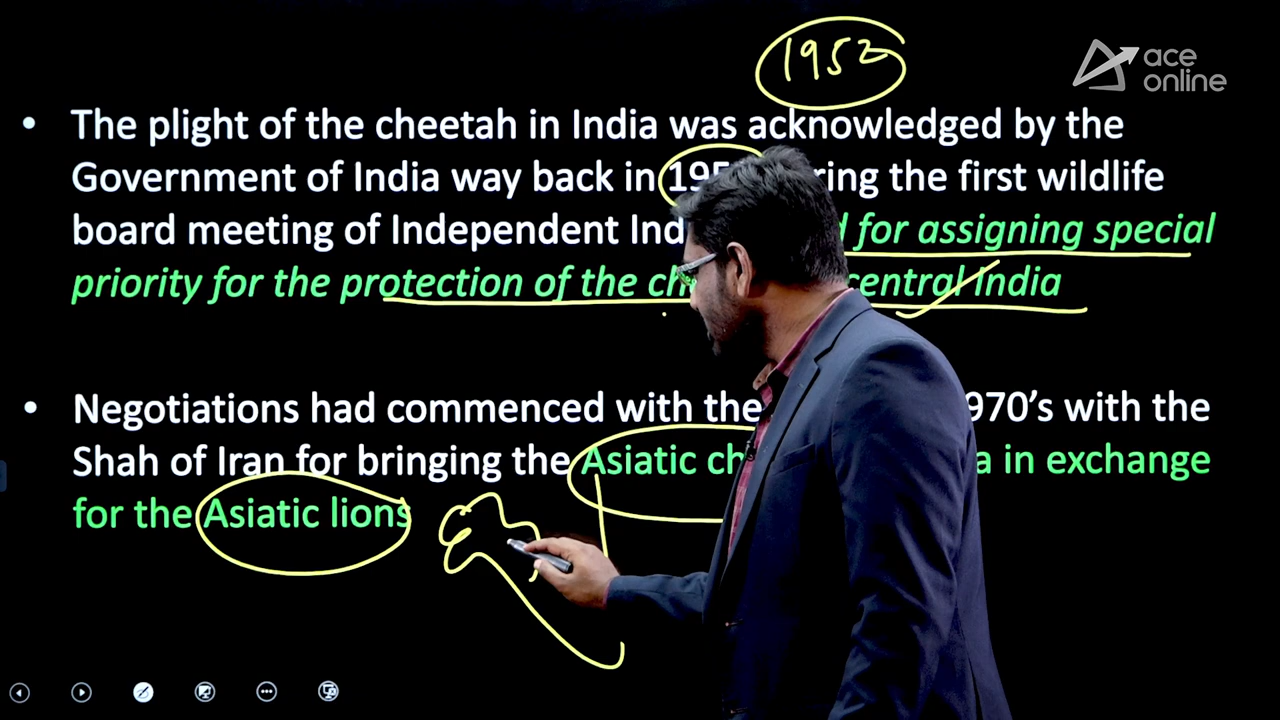 1952
ace
online
• The plight of the cheetah in India was acknowledged by the
Government of India way back in 195 ring the first wildlife
board meeting of Independent Ind d for assigning special
priority for the protection of the ch central India
• Negotiations had commenced with the 970's with the
Shah of Iran for bringing the Asiatic ch a in exchange
for the Asiatic lions